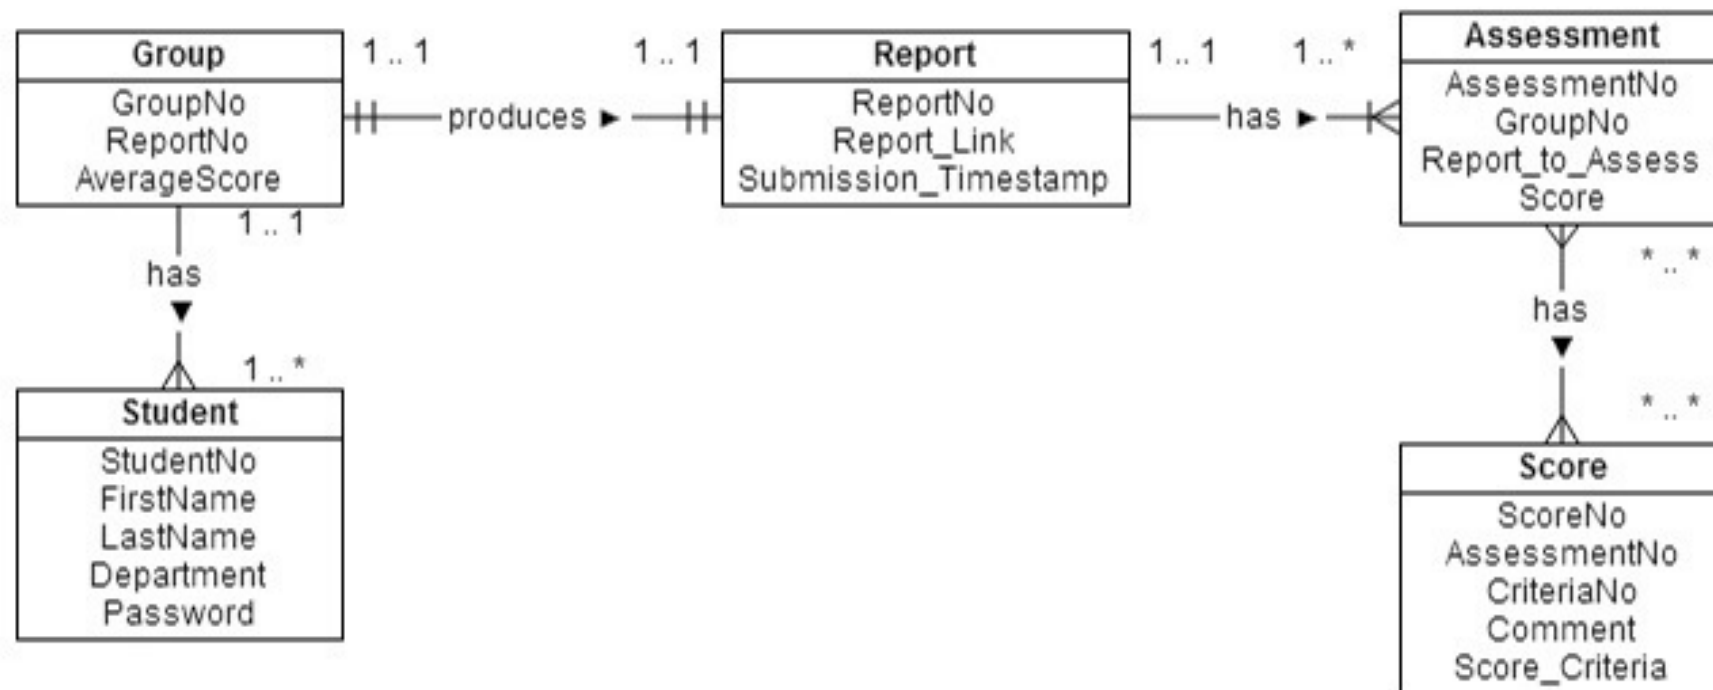 Group
GroupNo
ReportNo
AverageScore
1 .. 1
produces
1 .. 1
Report
ReportNo
Report_Link
Submission_Timestamp
1 .. 1
has
1 .. *
Assessment
AssessmentNo
GroupNo
Report_to_Assess
Score
1 .. 1
has
1 .. *
Student
StudentNo
FirstName
LastName
Department
Password
* .. *
has
* .. *
Score
ScoreNo
AssessmentNo
CriteriaNo
Comment
Score_Criteria